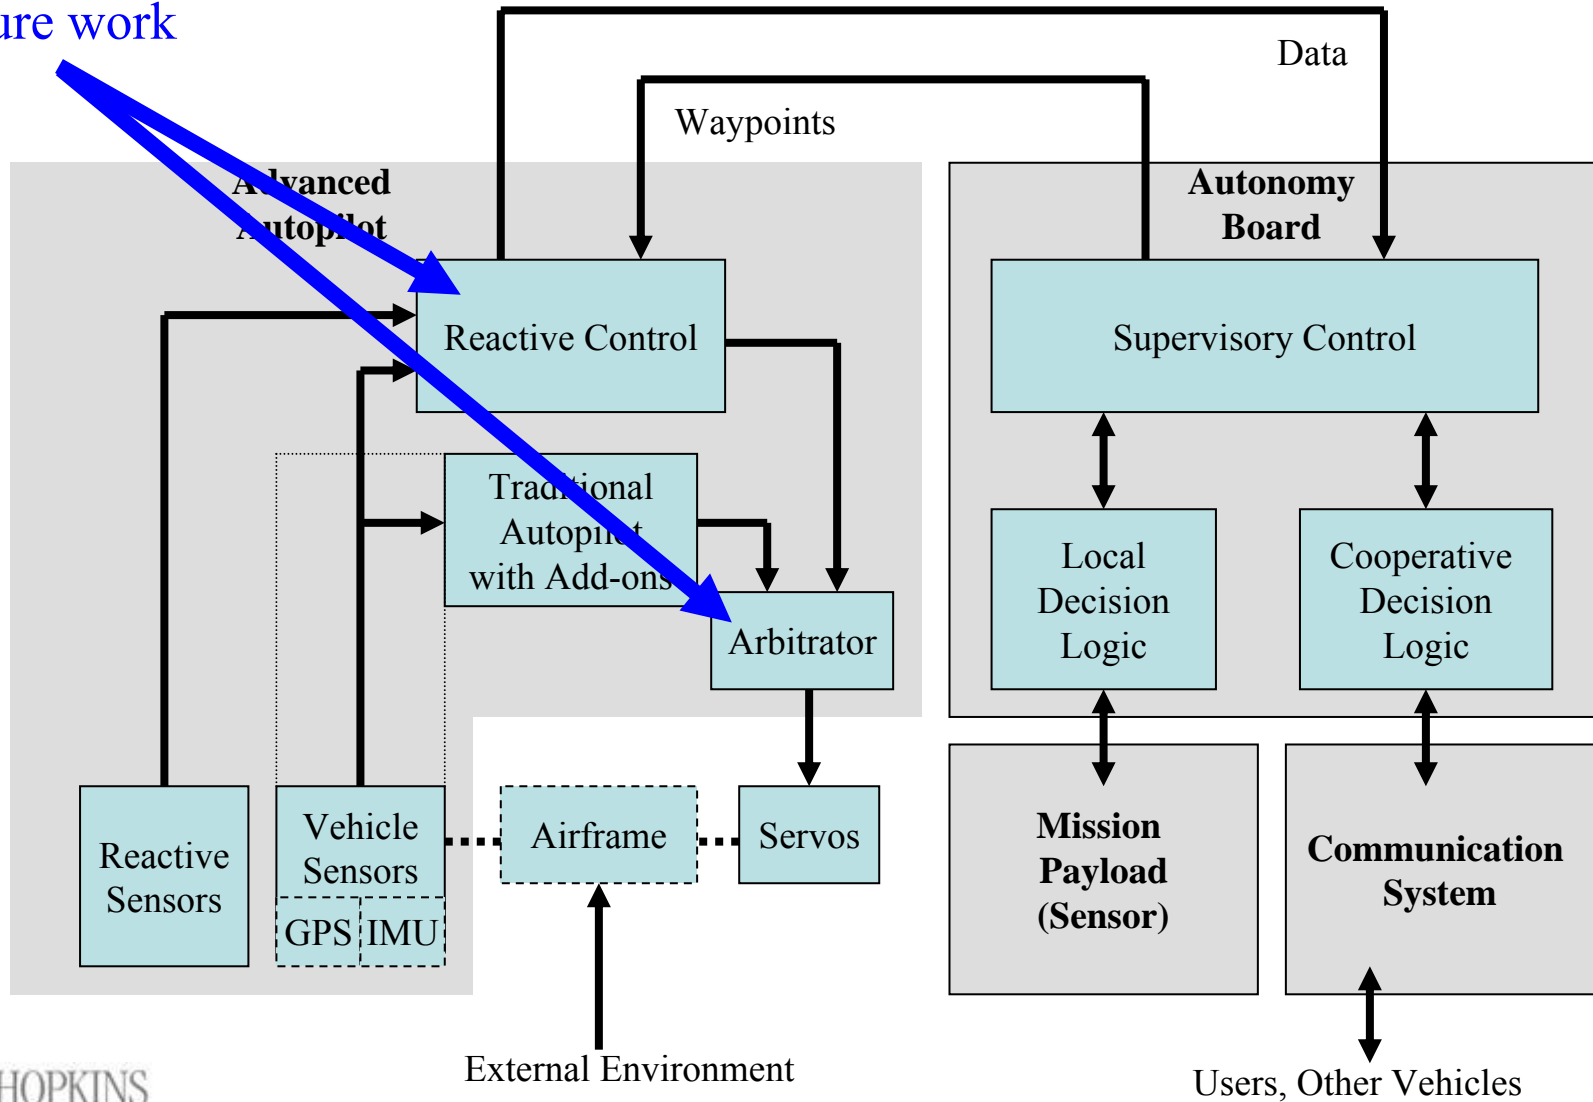 ure work
Data
Waypoints
Advanced
Autopilot
Autonomy
Board
Reactive Control
Supervisory Control
Traditional
Autopilot
with Add-ons
Local
Decision
Logic
Cooperative
Decision
Logic
Arbitrator
Reactive
Sensors
Vehicle
Sensors
GPS IMU
Airframe
Servos
Mission
Payload
(Sensor)
Communication
System
External Environment
Users, Other Vehicles
HOPKINS